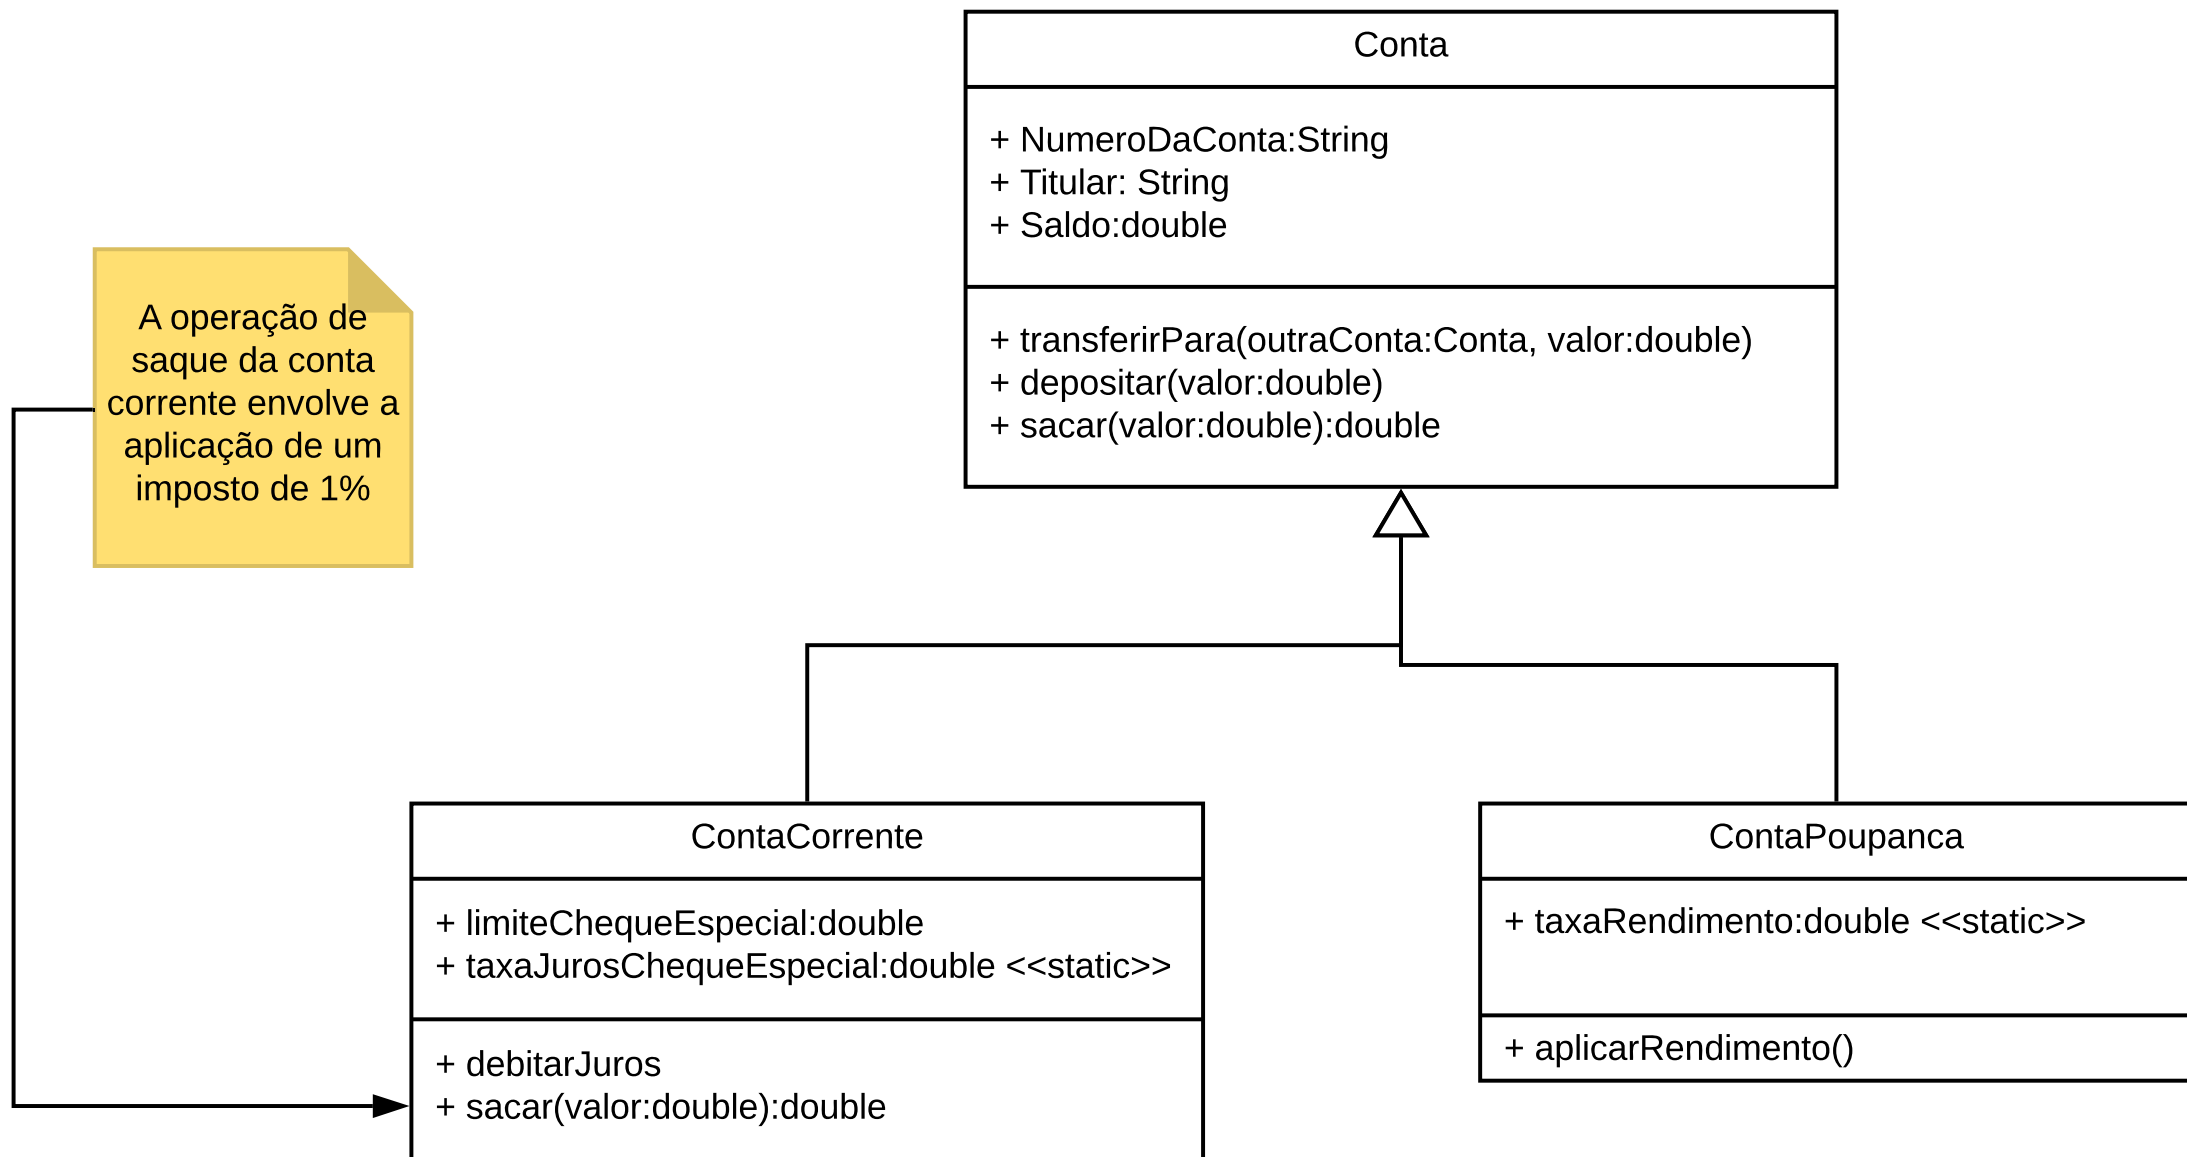 Conta
+ NumeroDaConta:String
+ Titular: String
+ Saldo:double
+ transferirPara(outraConta:Conta, valor:double)
+ depositar(valor:double)
+ sacar(valor:double):double
A operação de
saque da conta
corrente envolve a
aplicação de um
imposto de 1%
ContaCorrente
+ limiteChequeEspecial:double
+ taxaJurosChequeEspecial:double <<static>>
+ debitarJuros
+ sacar(valor:double):double
ContaPoupanca
+ taxaRendimento:double <<static>>
+ aplicarRendimento()